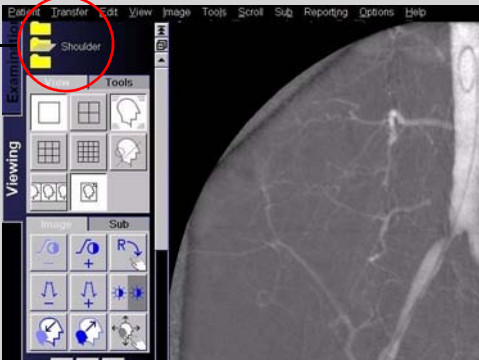 Patient Transfer Edit View Image Tools Scroll Sub Reporting Options Help
Shoulder
Examination
View Tools
Viewing
Image Sub
R